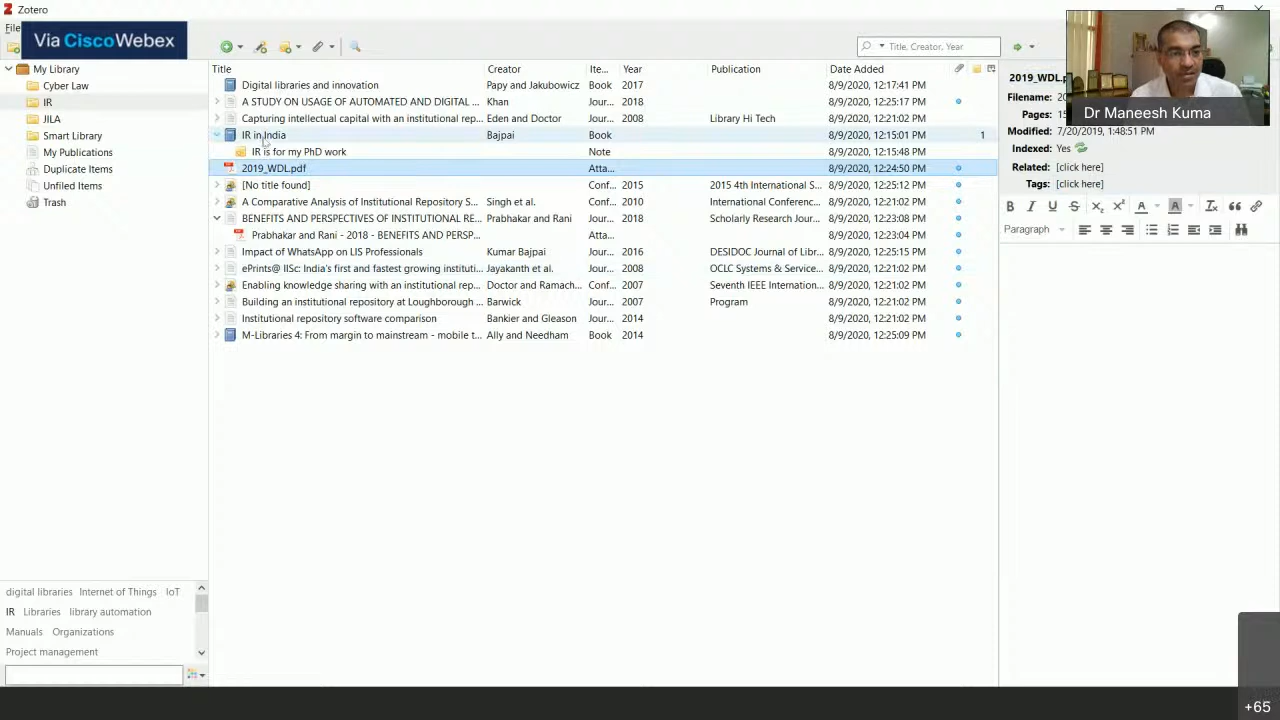 Zotero
File
Via CiscoWebex
Title, Creator, Year
My Library
Cyber Law
IR
JILA
Smart Library
My Publications
Duplicate Items
Unfiled Items
Trash
Title Creator Ite... Year Publication Date Added
Digital libraries and innovation Papy and Jakubowicz Book 2017 8/9/2020, 12:17:41 PM
A STUDY ON USAGE OF AUTOMATED AND DIGITAL ... Khan Jour... 2018 8/9/2020, 12:25:17 PM
Capturing intellectual capital with an institutional rep... Eden and Doctor Jour... 2008 Library Hi Tech 8/9/2020, 12:21:02 PM
IR in India Bajpai Book 8/9/2020, 12:15:01 PM 1
IR is for my PhD work Note 8/9/2020, 12:15:48 PM
2019_WDL.pdf Atta... 8/9/2020, 12:24:50 PM
[No title found] Conf... 2015 2015 4th International S... 8/9/2020, 12:25:12 PM
A Comparative Analysis of Institutional Repository S... Singh et al. Conf... 2010 International Conferenc... 8/9/2020, 12:21:02 PM
BENEFITS AND PERSPECTIVES OF INSTITUTIONAL RE... Prabhakar and Rani Jour... 2018 Scholarly Research Jour... 8/9/2020, 12:23:08 PM
Prabhakar and Rani - 2018 - BENEFITS AND PERSP... Atta... 8/9/2020, 12:23:04 PM
Impact of WhatsApp on LIS Professionals Kumar Bajpai Jour... 2016 DESIDOC Journal of Libr... 8/9/2020, 12:25:15 PM
ePrints@ IISc: India's first and fastest growing instituti... Jayakanth et al. Jour... 2008 OCLC Systems & Service... 8/9/2020, 12:21:02 PM
Enabling knowledge sharing with an institutional rep... Doctor and Ramach... Conf... 2007 Seventh IEEE Internation... 8/9/2020, 12:21:02 PM
Building an institutional repository at Loughborough ... Barwick Jour... 2007 Program 8/9/2020, 12:21:02 PM
Institutional repository software comparison Bankier and Gleason Jour... 2014 8/9/2020, 12:21:02 PM
M-Libraries 4: From margin to mainstream - mobile t... Ally and Needham Book 2014 8/9/2020, 12:25:09 PM
2019_WDL.p
Filename: 20
Pages: 15
Modified: 7/20/2019, 1:48:51 PM
Indexed: Yes
Related: [click here]
Tags: [click here]
Dr Maneesh Kuma
B I U S X₂ X² A A Ix
Paragraph
digital libraries Internet of Things IoT
IR Libraries library automation
Manuals Organizations
Project management
+65